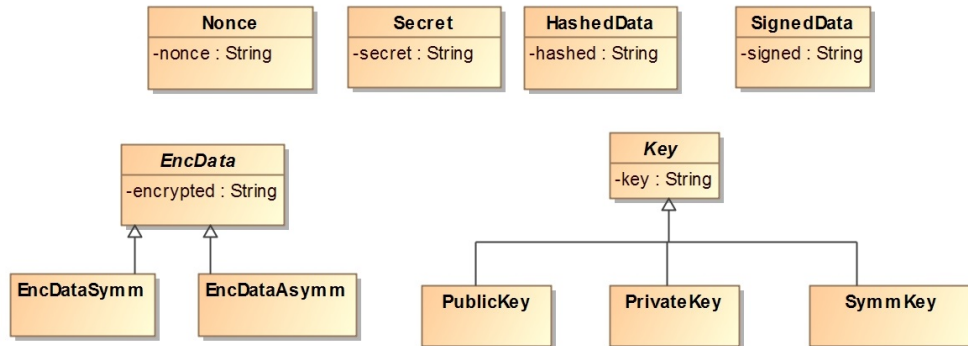 Nonce
-nonce : String
Secret
-secret : String
HashedData
-hashed : String
SignedData
-signed : String
EncData
-encrypted : String
Key
-key : String
EncDataSymm
EncDataAsymm
PublicKey
PrivateKey
SymmKey